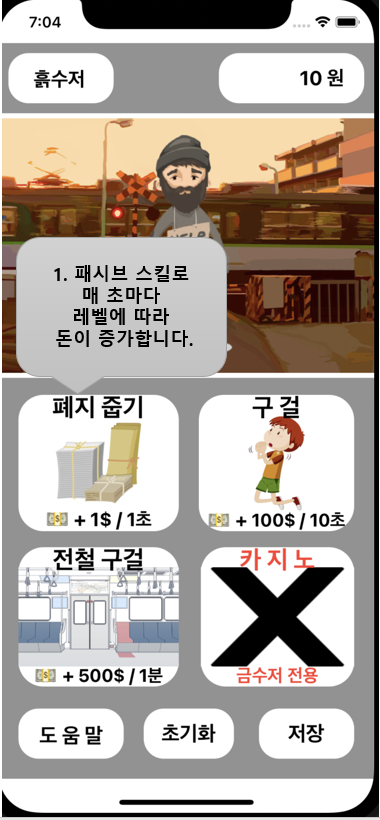 7:04
흙수저
10 원
HELP
1. 패시브 스킬로
매 초마다
레벨에 따라
돈이 증가합니다.
폐지 줍기
구 걸
+ 1$ / 1초
+ 100$ / 10초
전철 구걸
카 지 노
+ 500$ / 1분
금수저 전용
도 움 말
초기화
저장